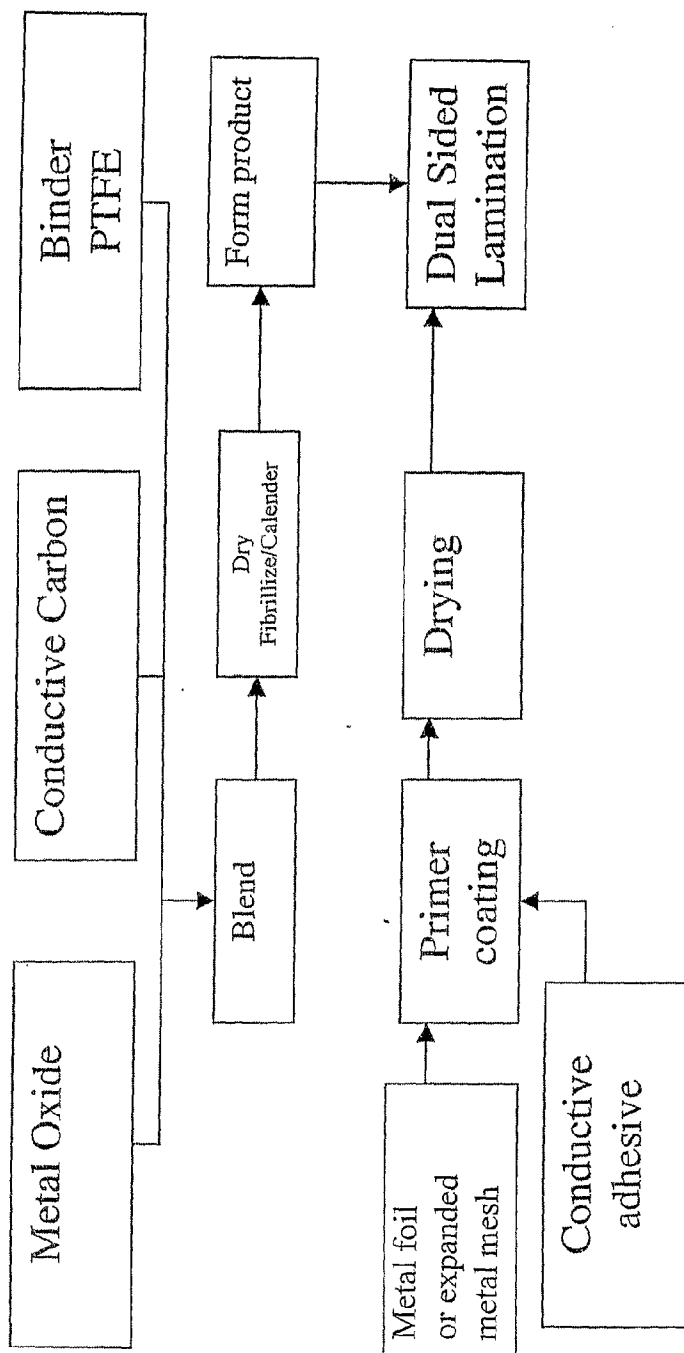 Metal Oxide
Conductive Carbon
Binder
PTFE
Blend
Dry
Fibrillize/Calender
Form product
Metal foil
or expanded
metal mesh
Primer
coating
Drying
Dual Sided
Lamination
Conductive
adhesive